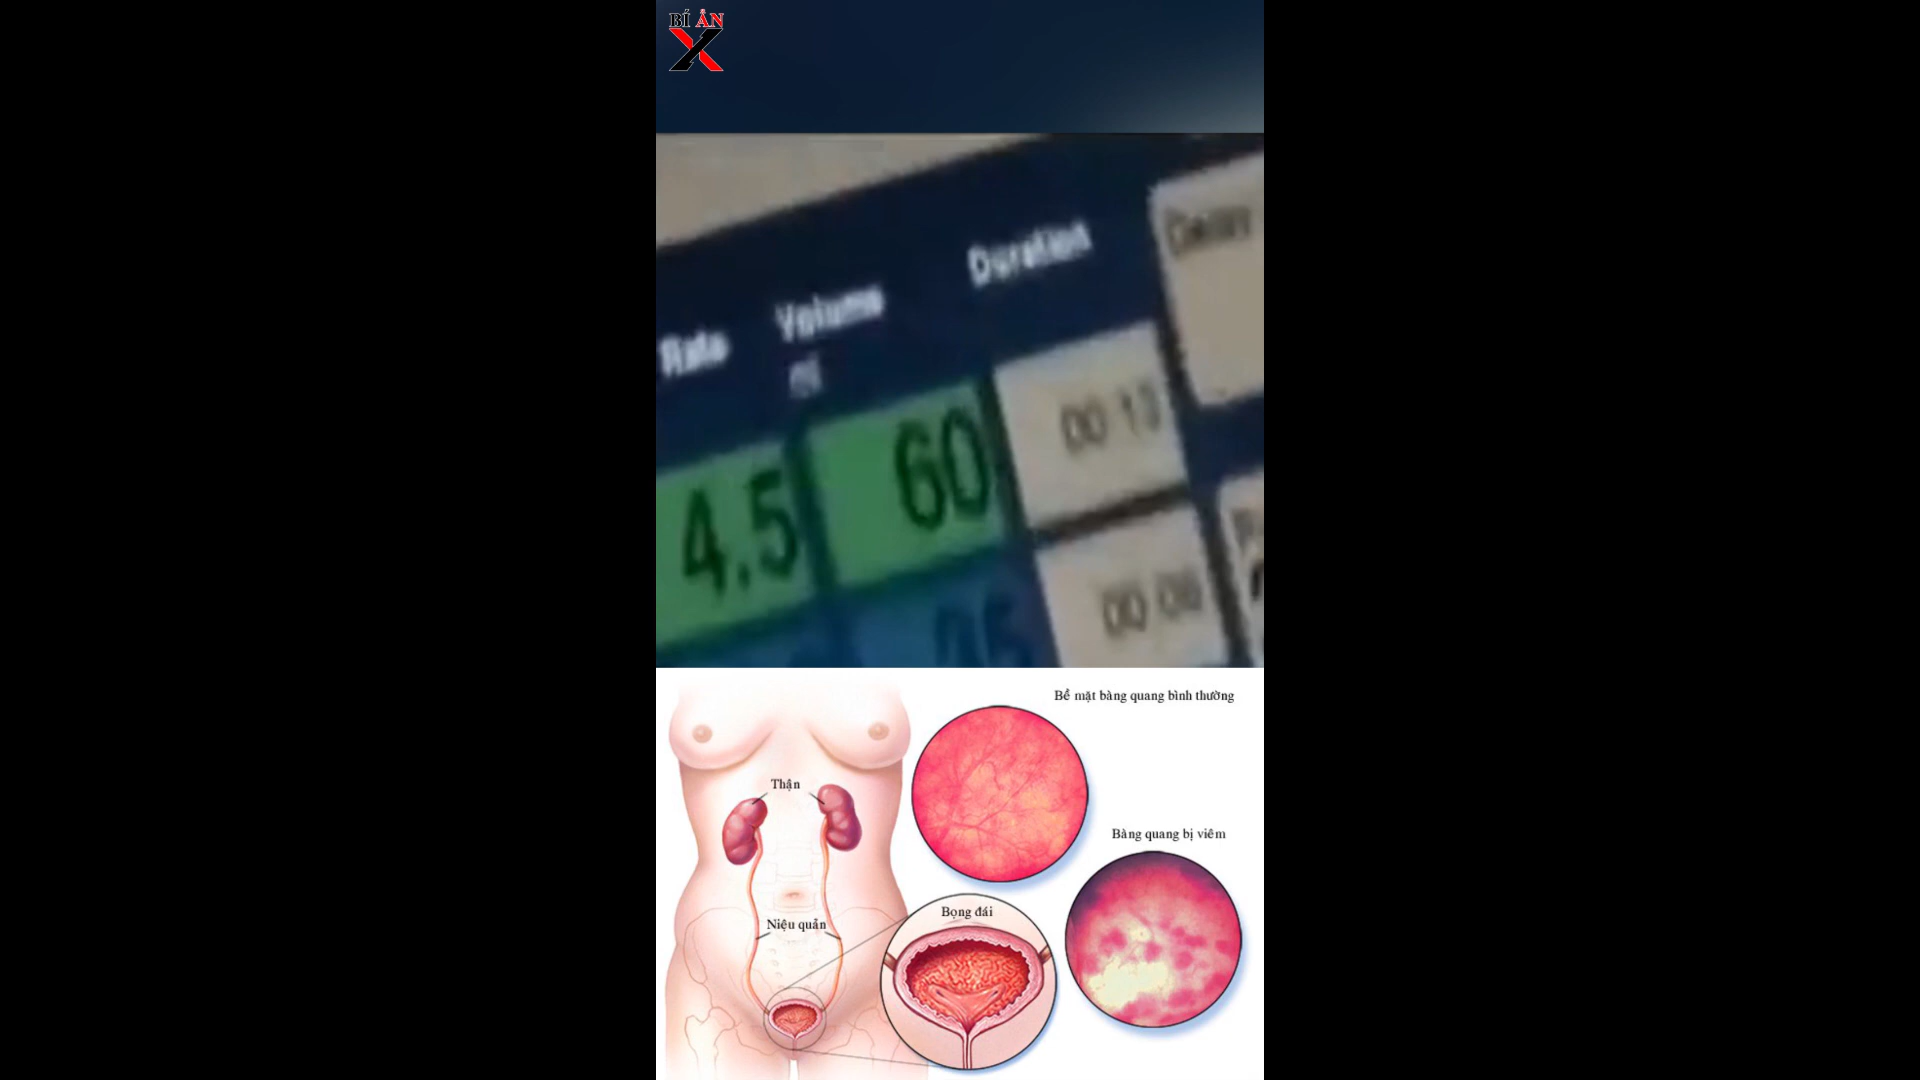 BÍ ẨN
X
Duration
Delay
Volume
Rate
ml
60
4.5
Bề mặt bàng quang bình thường
Thận
Bàng quang bị viêm
Bọng đái
Niệu quản